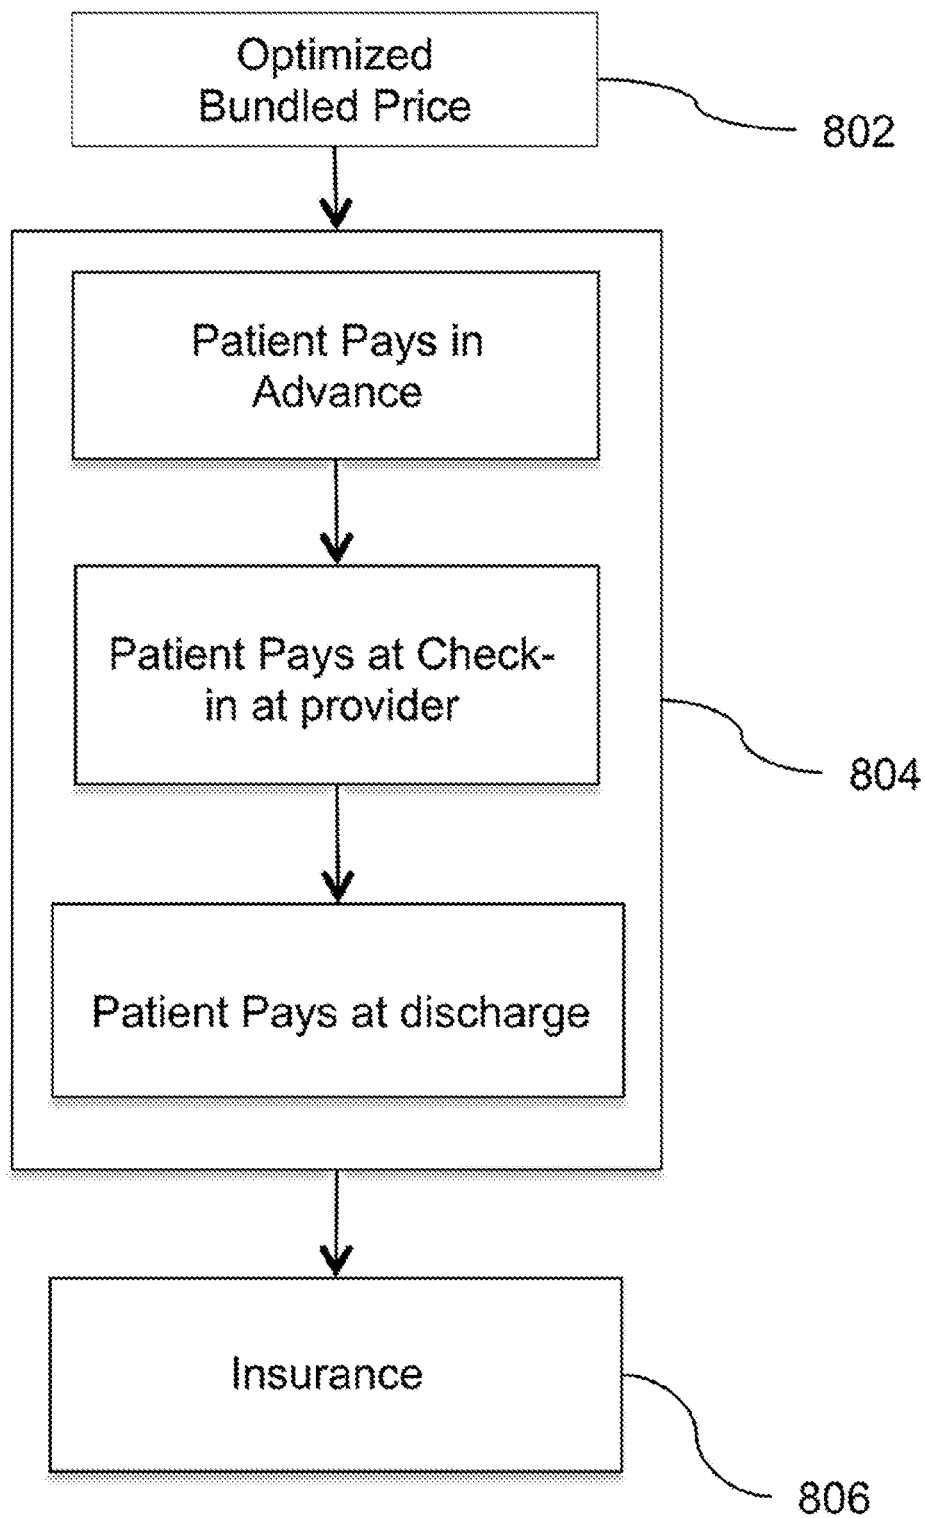 Optimized
Bundled Price
802
Patient Pays in
Advance
Patient Pays at Check-
in at provider
804
Patient Pays at discharge
Insurance
806